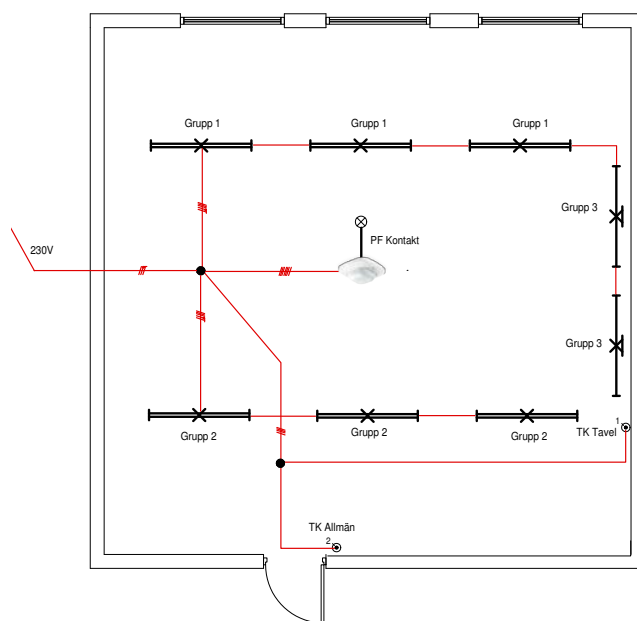 Grupp 1
Grupp 1
Grupp 1
Grupp 3
PF Kontakt
230V
Grupp 3
Grupp 2
Grupp 2
Grupp 2
1
TK Tavel
TK Allmän
2